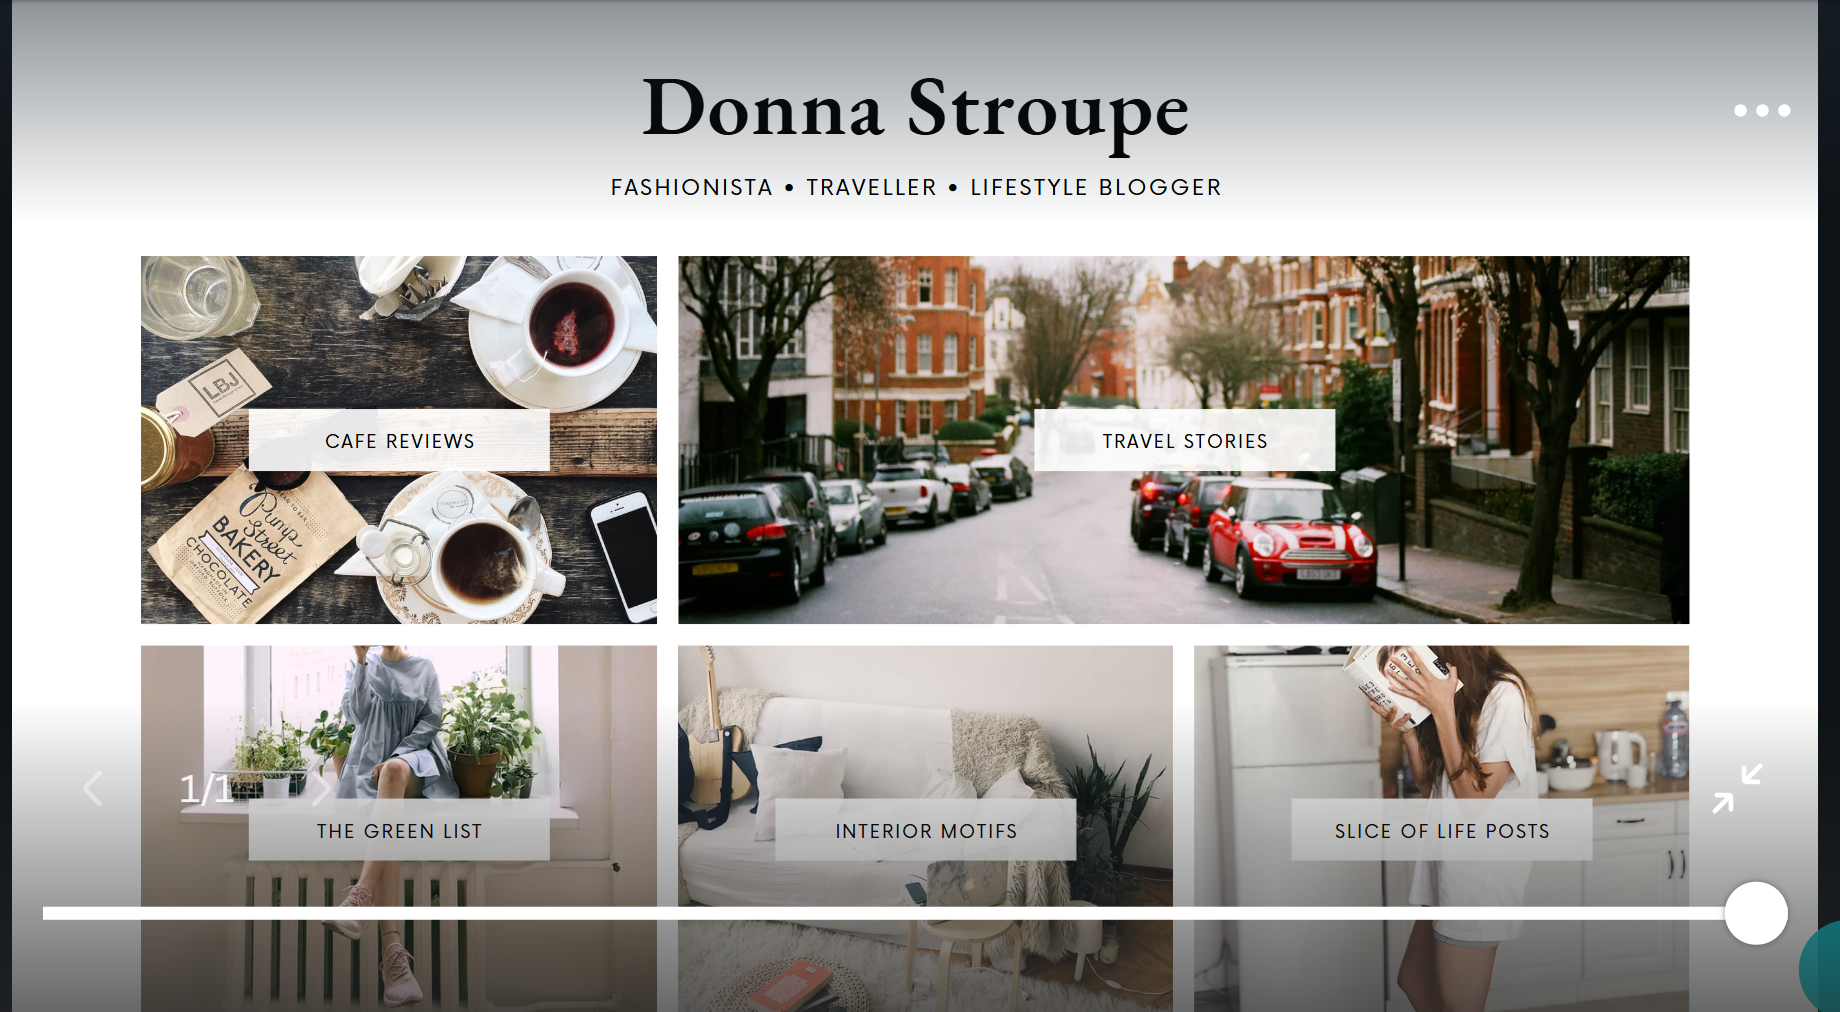 Donna Stroupe
FASHIONISTA • TRAVELLER • LIFESTYLE BLOGGER
LBJ
CAFE REVIEWS
Pump
Street
BAKERY
CHOCOLATE
TRAVEL STORIES
1/1
THE GREEN LIST
INTERIOR MOTIFS
SLICE OF LIFE POSTS